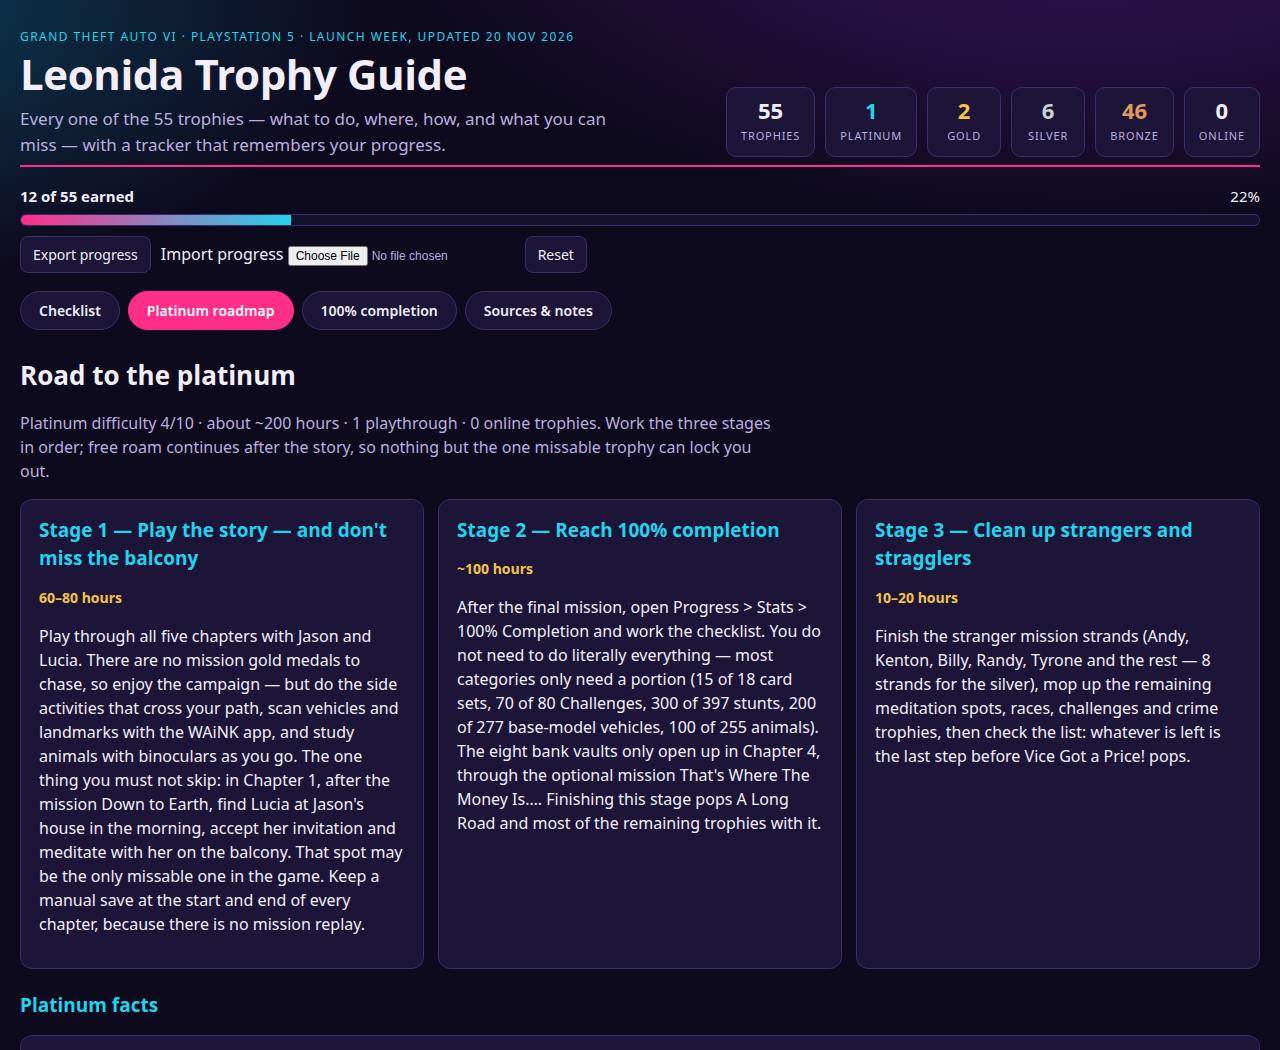 GRAND THEFT AUTO VI · PLAYSTATION 5 · LAUNCH WEEK, UPDATED 20 NOV 2026
Leonida Trophy Guide
Every one of the 55 trophies — what to do, where, how, and what you can
miss — with a tracker that remembers your progress.
55
TROPHIES
1
PLATINUM
2
GOLD
6
SILVER
46
BRONZE
0
ONLINE
12 of 55 earned
22%
Export progress
Import progress
Choose File
No file chosen
Reset
Checklist
Platinum roadmap
100% completion
Sources & notes
Road to the platinum
Platinum difficulty 4/10 · about ~200 hours · 1 playthrough · 0 online trophies. Work the three stages
in order; free roam continues after the story, so nothing but the one missable trophy can lock you
out.
Stage 1 — Play the story — and don't
miss the balcony
60–80 hours
Play through all five chapters with Jason and
Lucia. There are no mission gold medals to
chase, so enjoy the campaign — but do the side
activities that cross your path, scan vehicles and
landmarks with the WAiNK app, and study
animals with binoculars as you go. The one
thing you must not skip: in Chapter 1, after the
mission Down to Earth, find Lucia at Jason's
house in the morning, accept her invitation and
meditate with her on the balcony. That spot may
be the only missable one in the game. Keep a
manual save at the start and end of every
chapter, because there is no mission replay.
Stage 2 — Reach 100% completion
~100 hours
After the final mission, open Progress > Stats >
100% Completion and work the checklist. You do
not need to do literally everything — most
categories only need a portion (15 of 18 card
sets, 70 of 80 Challenges, 300 of 397 stunts, 200
of 277 base-model vehicles, 100 of 255 animals).
The eight bank vaults only open up in Chapter 4,
through the optional mission That's Where The
Money Is.... Finishing this stage pops A Long
Road and most of the remaining trophies with it.
Stage 3 — Clean up strangers and
stragglers
10–20 hours
Finish the stranger mission strands (Andy,
Kenton, Billy, Randy, Tyrone and the rest — 8
strands for the silver), mop up the remaining
meditation spots, races, challenges and crime
trophies, then check the list: whatever is left is
the last step before Vice Got a Price! pops.
Platinum facts